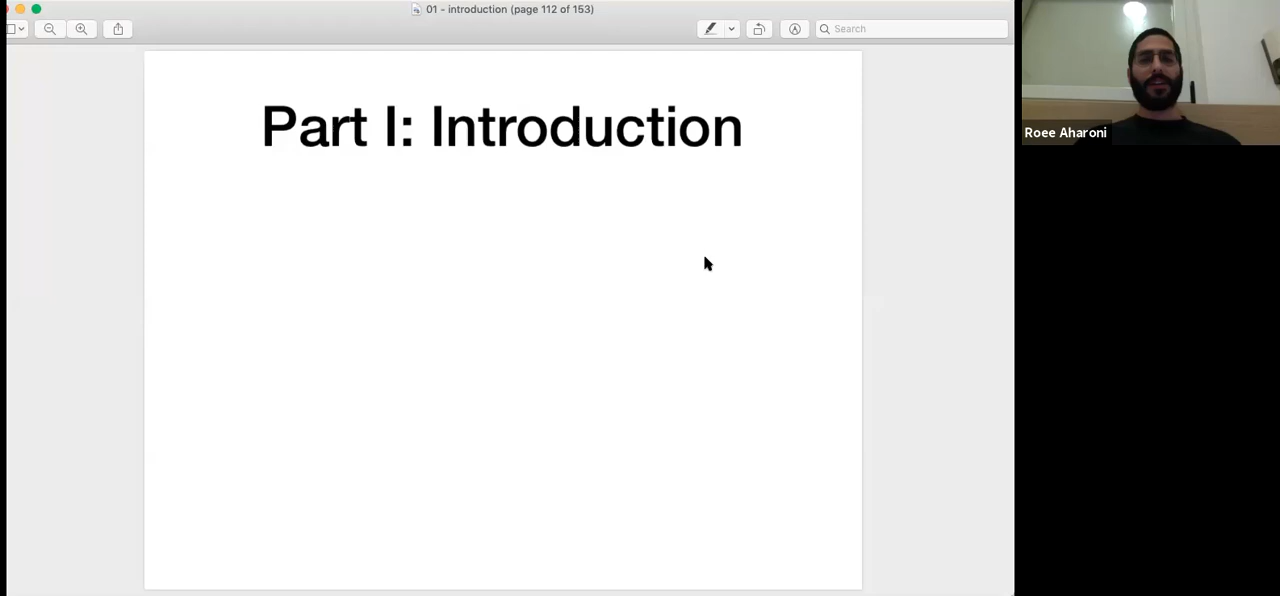 01 - introduction (page 112 of 153)
Search
Part I: Introduction
Roee Aharoni